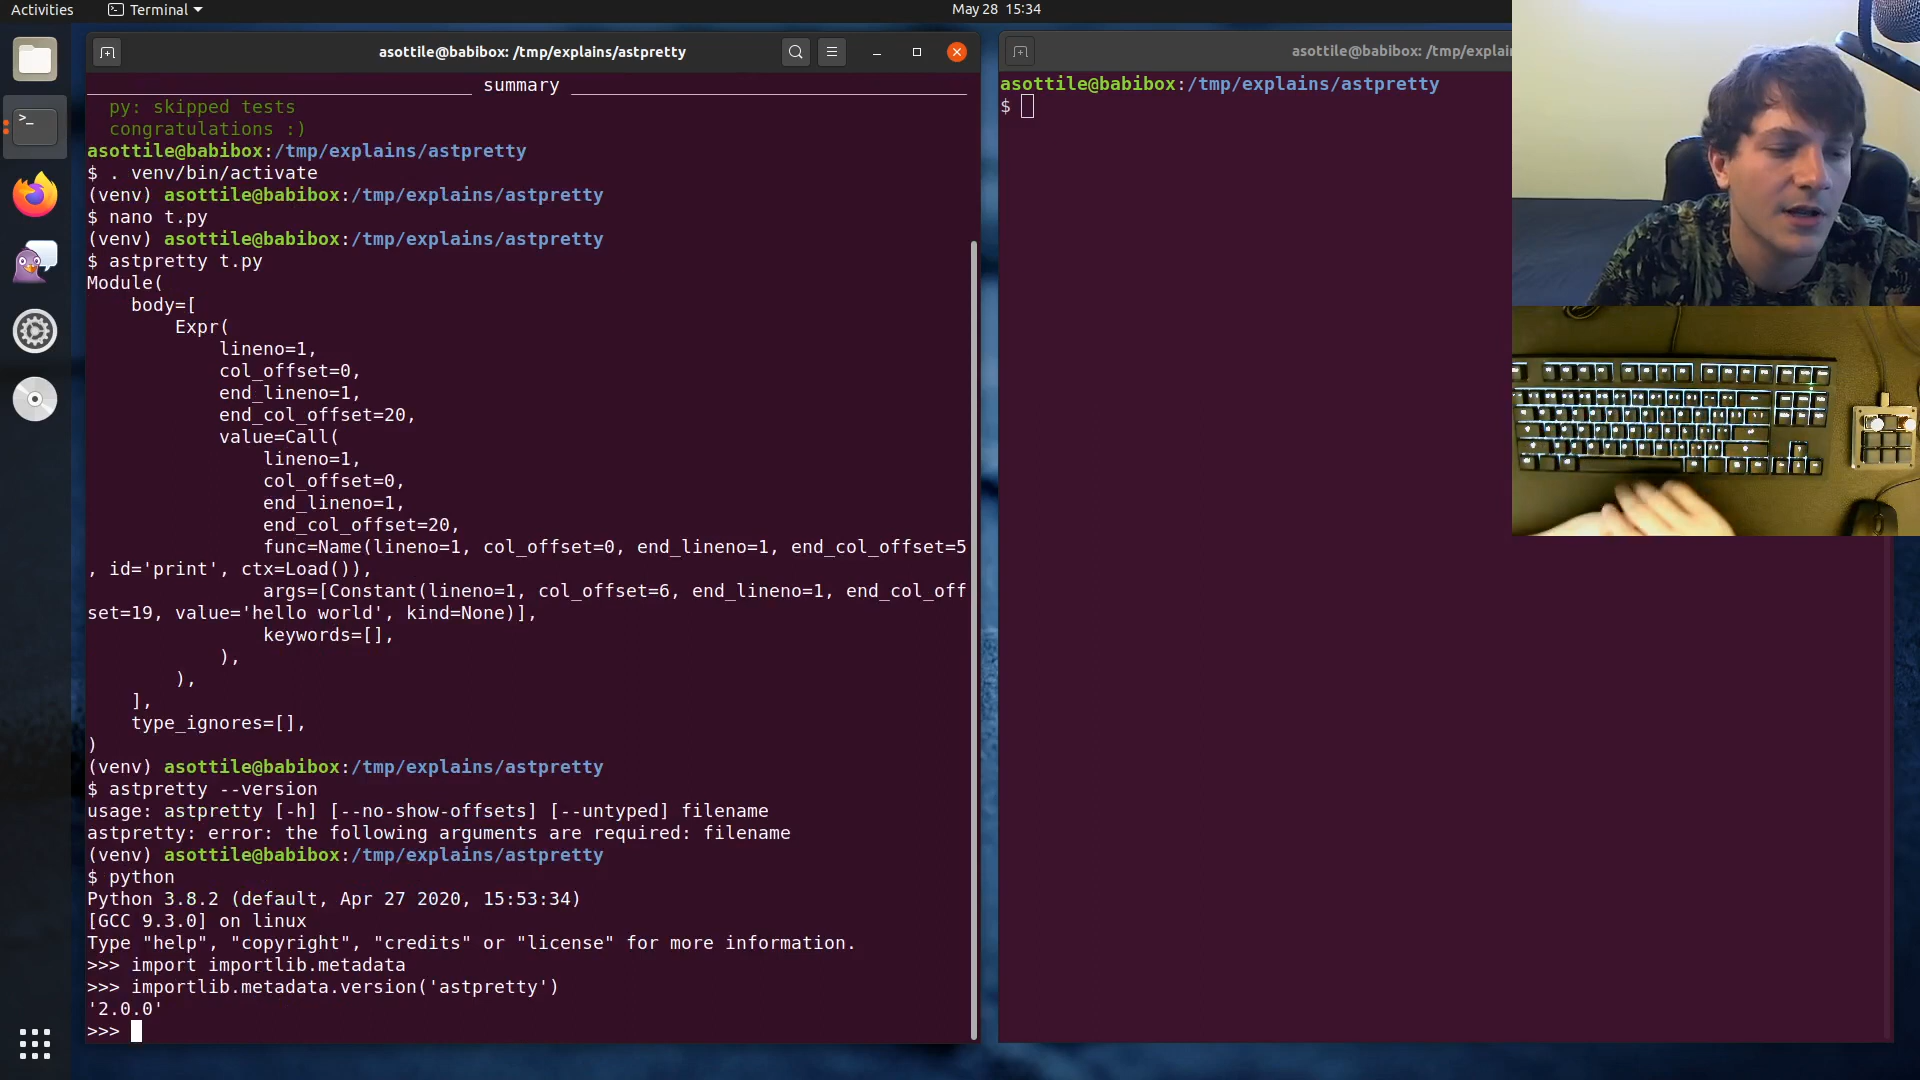 Activities
Terminal
May 28 15:34
asottile@babibox: /tmp/explains/astpretty
summary
py: skipped tests
congratulations :)
asottile@babibox:/tmp/explains/astpretty
$ . venv/bin/activate
(venv) asottile@babibox:/tmp/explains/astpretty
$ nano t.py
(venv) asottile@babibox:/tmp/explains/astpretty
$ astpretty t.py
Module(
    body=[
        Expr(
            lineno=1,
            col_offset=0,
            end_lineno=1,
            end_col_offset=20,
            value=Call(
                lineno=1,
                col_offset=0,
                end_lineno=1,
                end_col_offset=20,
                func=Name(lineno=1, col_offset=0, end_lineno=1, end_col_offset=5
, id='print', ctx=Load()),
                args=[Constant(lineno=1, col_offset=6, end_lineno=1, end_col_off
set=19, value='hello world', kind=None)],
                keywords=[],
            ),
        ),
    ],
    type_ignores=[],
)
(venv) asottile@babibox:/tmp/explains/astpretty
$ astpretty --version
usage: astpretty [-h] [--no-show-offsets] [--untyped] filename
astpretty: error: the following arguments are required: filename
(venv) asottile@babibox:/tmp/explains/astpretty
$ python
Python 3.8.2 (default, Apr 27 2020, 15:53:34)
[GCC 9.3.0] on linux
Type "help", "copyright", "credits" or "license" for more information.
>>> import importlib.metadata
>>> importlib.metadata.version('astpretty')
'2.0.0'
>>>
asottile@babibox: /tmp/explai
asottile@babibox:/tmp/explains/astpretty
$